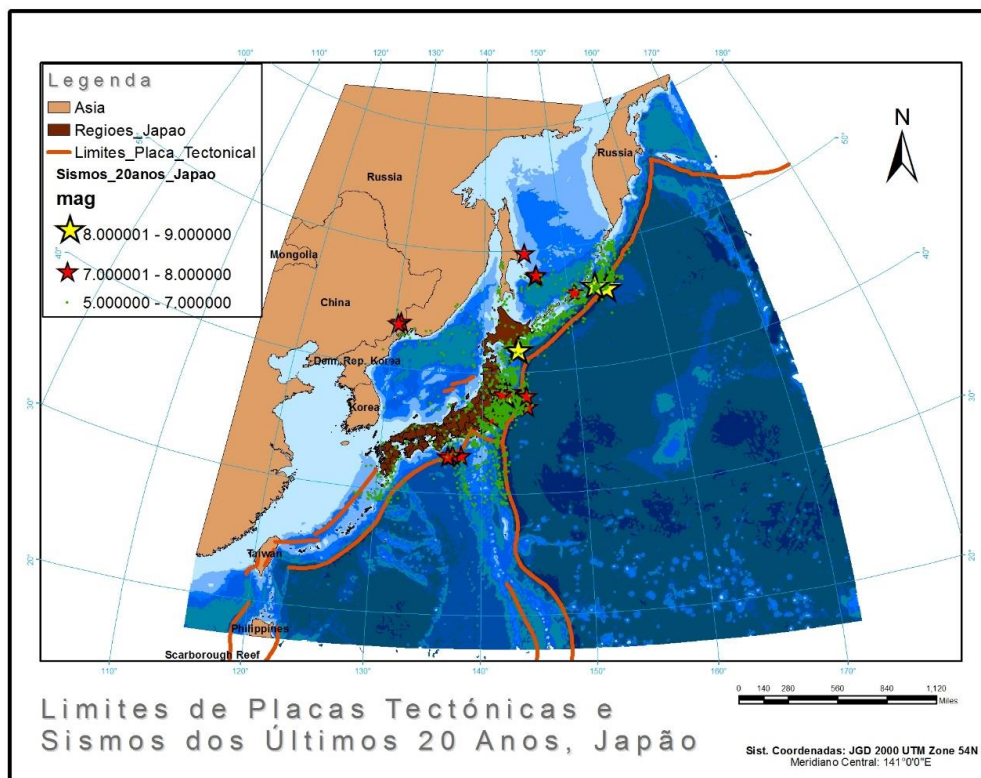 100° 110° 120° 130° 140° 150° 160° 170° 180°
Legenda
Asia
Regioes_Japao
Limites_Placa_Tectonical
Sismos_20anos_Japao
mag
8.000001 - 9.000000
7.000001 - 8.000000
5.000000 - 7.000000
N
Russia
Russia
Mongolia
China
Dem. Rep. Korea
Korea
Taiwan
Philippines
Scarborough Reef
50°
50°
40°
40°
30°
30°
20°
20°
110° 120° 130° 140° 150° 160° 170°
0 140 280 560 840 1,120
Miles
Limites de Placas Tectónicas e
Sismos dos Últimos 20 Anos, Japão
Sist. Coordenadas: JGD 2000 UTM Zone 54N
Meridiano Central: 141°0'0"E